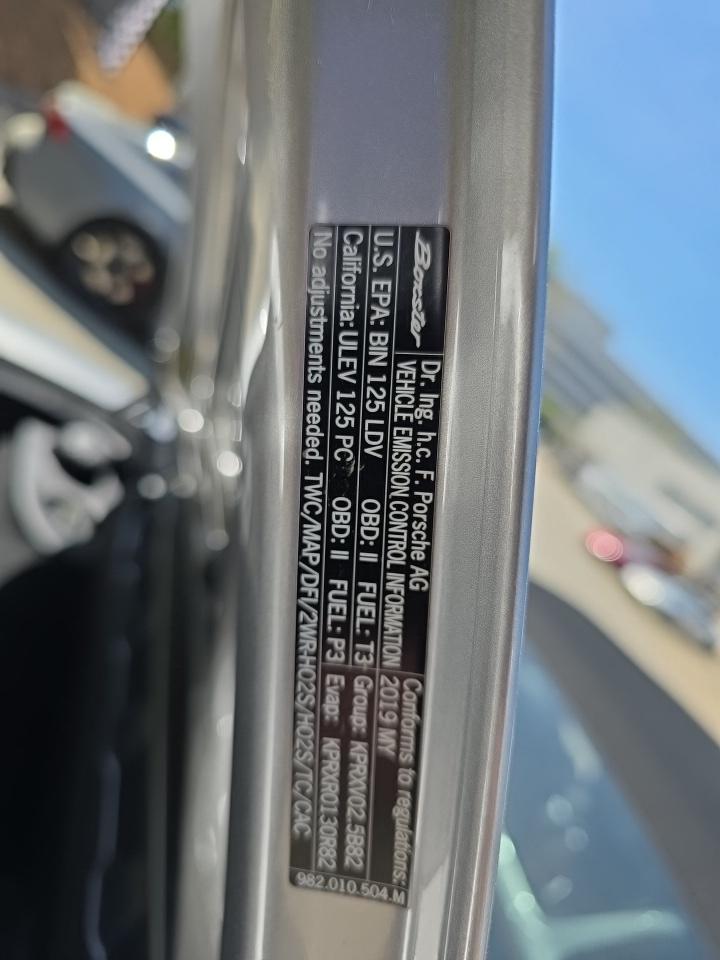 Boxster
Dr. Ing. h.c. F. Porsche AG
VEHICLE EMISSION CONTROL INFORMATION
Conforms to regulations:
2019 MY
U.S. EPA: BIN 125 LDV OBD: II FUEL: T3 Group: KPRXV02.5B82
California: ULEV 125 PC OBD: II FUEL: P3 Evap: KPRXR0130R82
No adjustments needed. TWC/MAP/DFI/2WR-HO2S/HO2S/TC/CAC
982.010.504.M